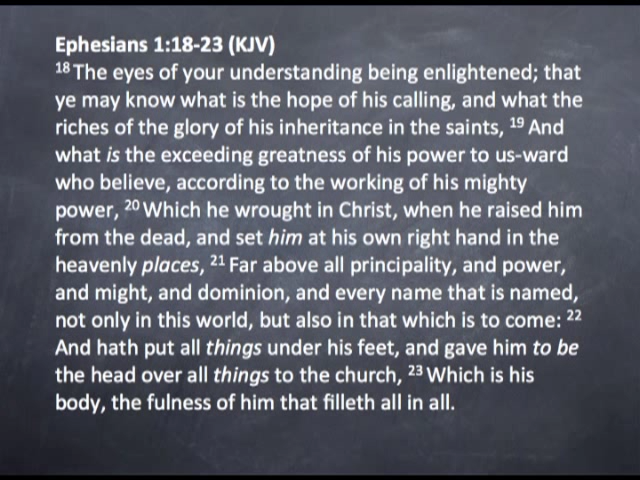 Ephesians 1:18-23 (KJV)
18 The eyes of your understanding being enlightened; that
ye may know what is the hope of his calling, and what the
riches of the glory of his inheritance in the saints, 19 And
what is the exceeding greatness of his power to us-ward
who believe, according to the working of his mighty
power, 20 Which he wrought in Christ, when he raised him
from the dead, and set him at his own right hand in the
heavenly places, 21 Far above all principality, and power,
and might, and dominion, and every name that is named,
not only in this world, but also in that which is to come: 22
And hath put all things under his feet, and gave him to be
the head over all things to the church, 23 Which is his
body, the fulness of him that filleth all in all.